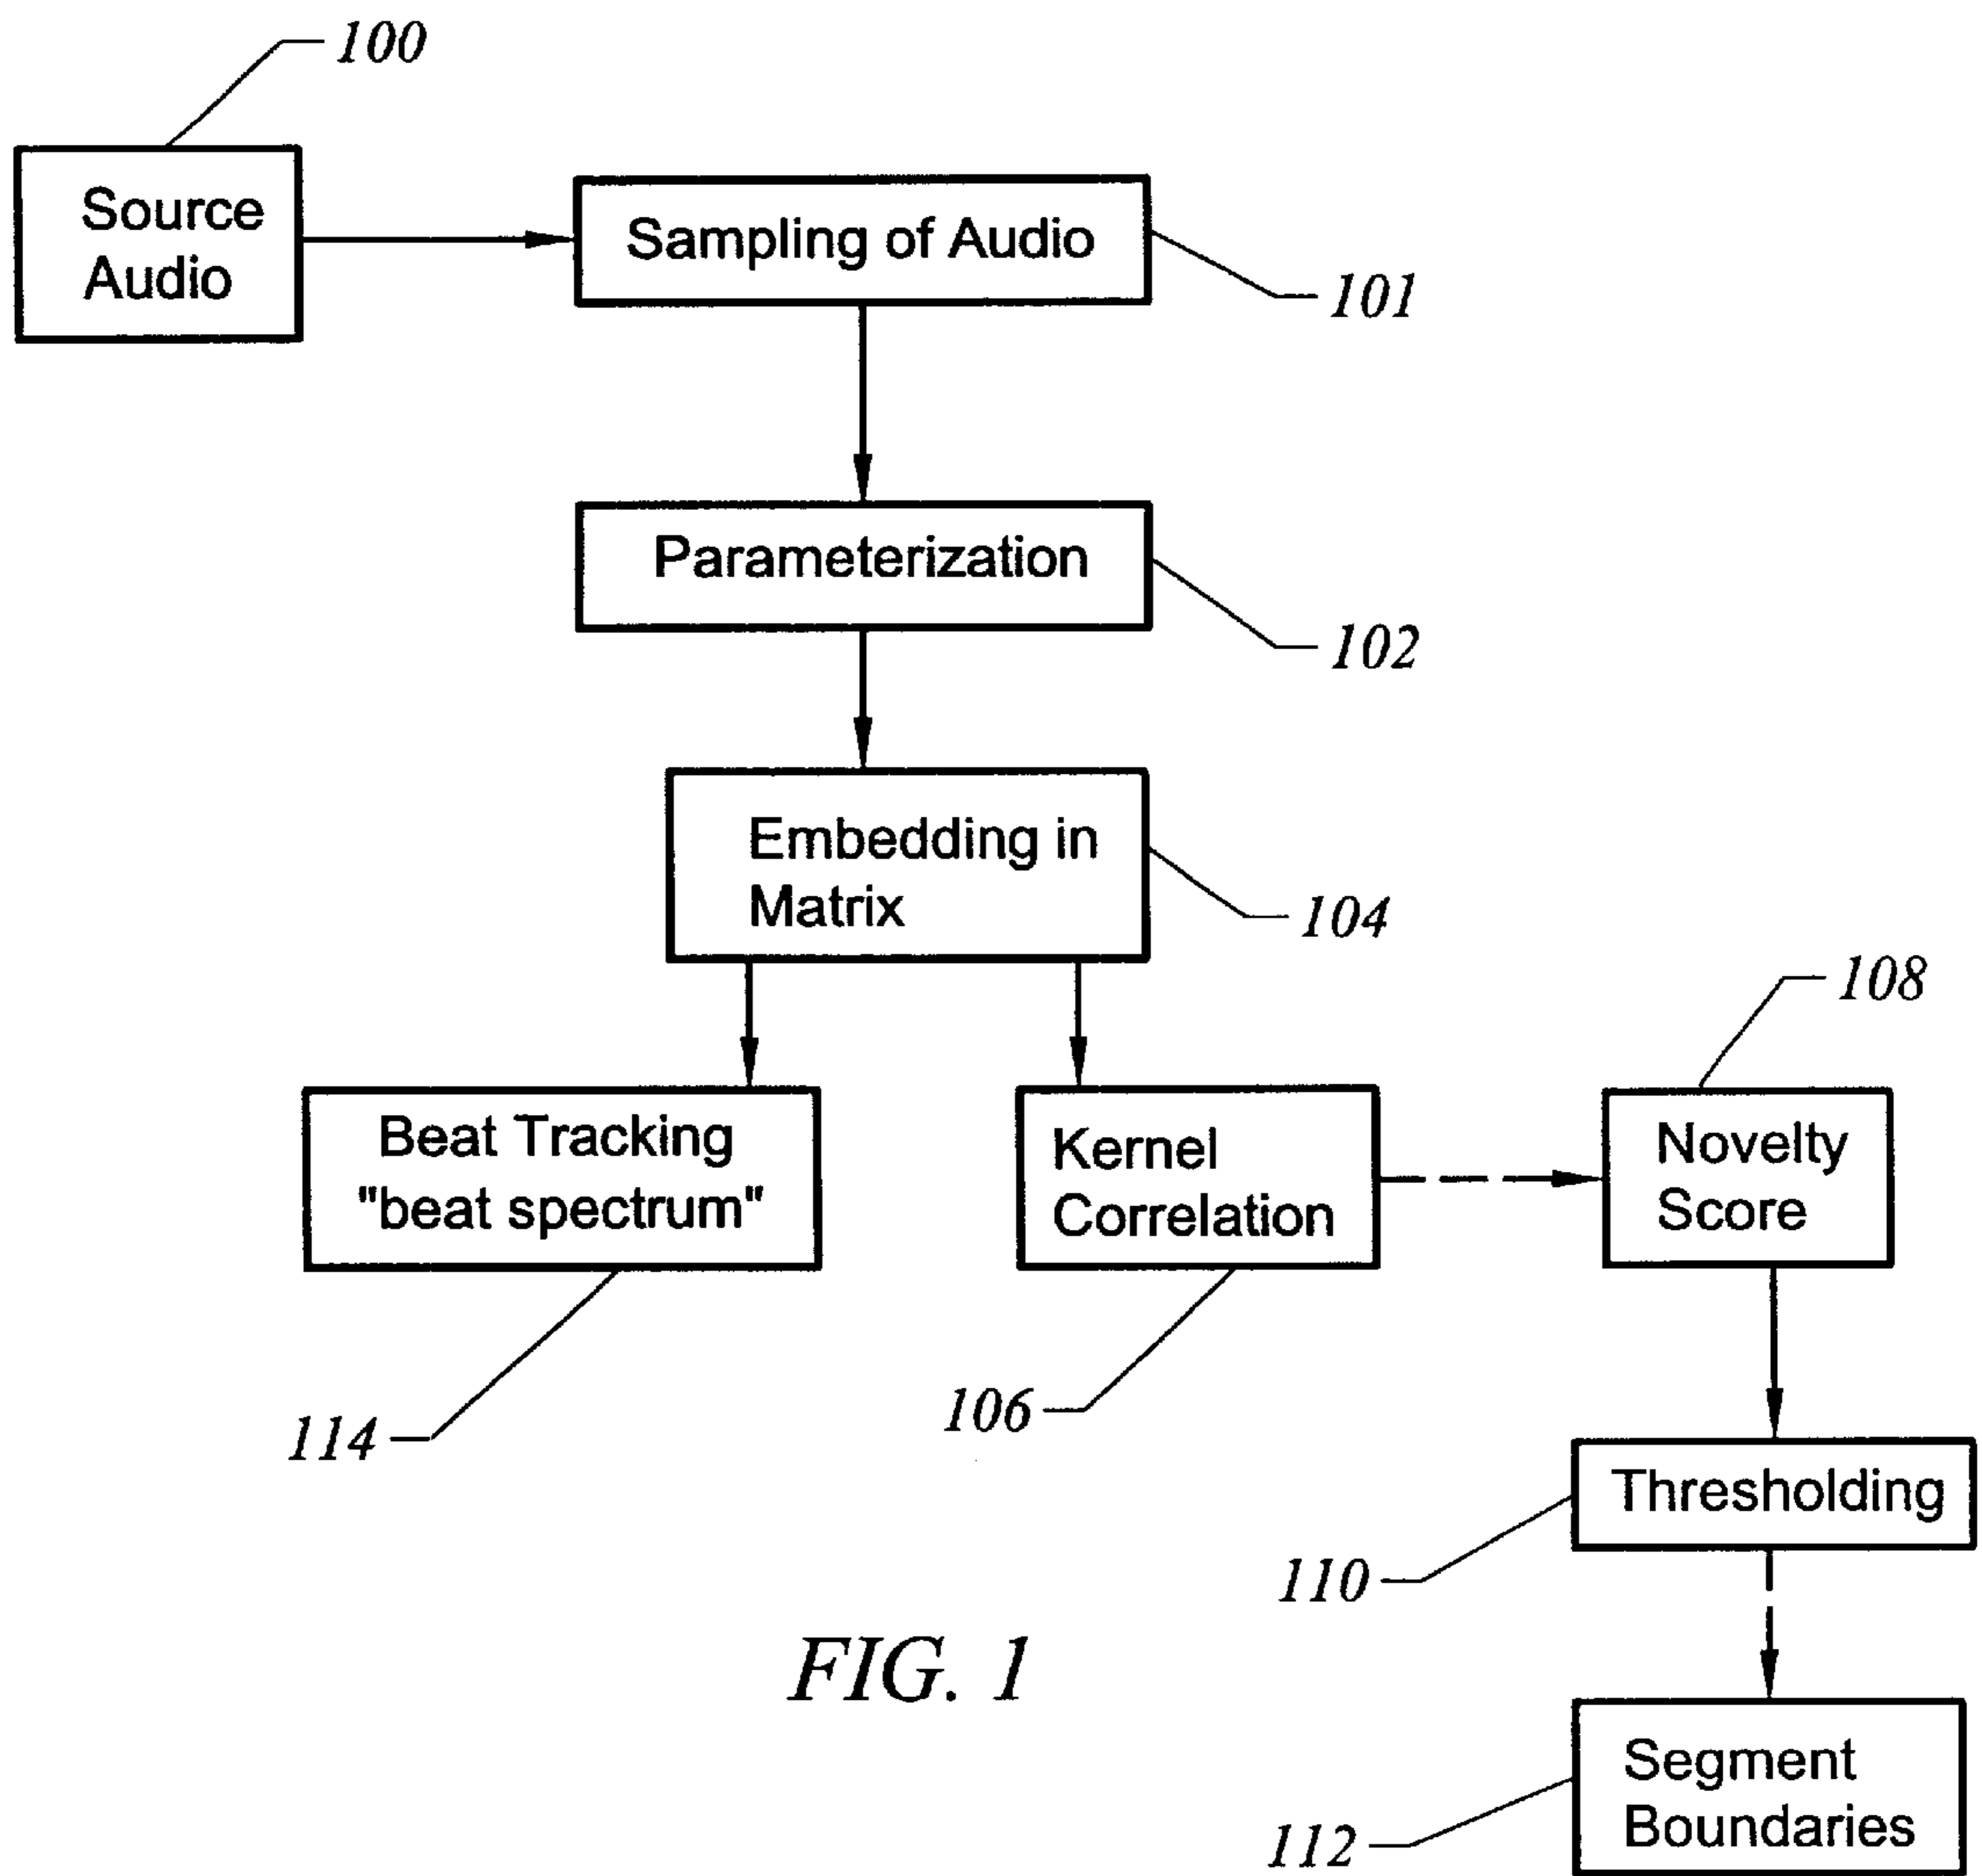 100
Source
Audio
Sampling of Audio
101
Parameterization
102
Embedding in
Matrix
104
108
Beat Tracking
"beat spectrum"
Kernel
Correlation
Novelty
Score
114
106
Thresholding
110
FIG. 1
Segment
Boundaries
112